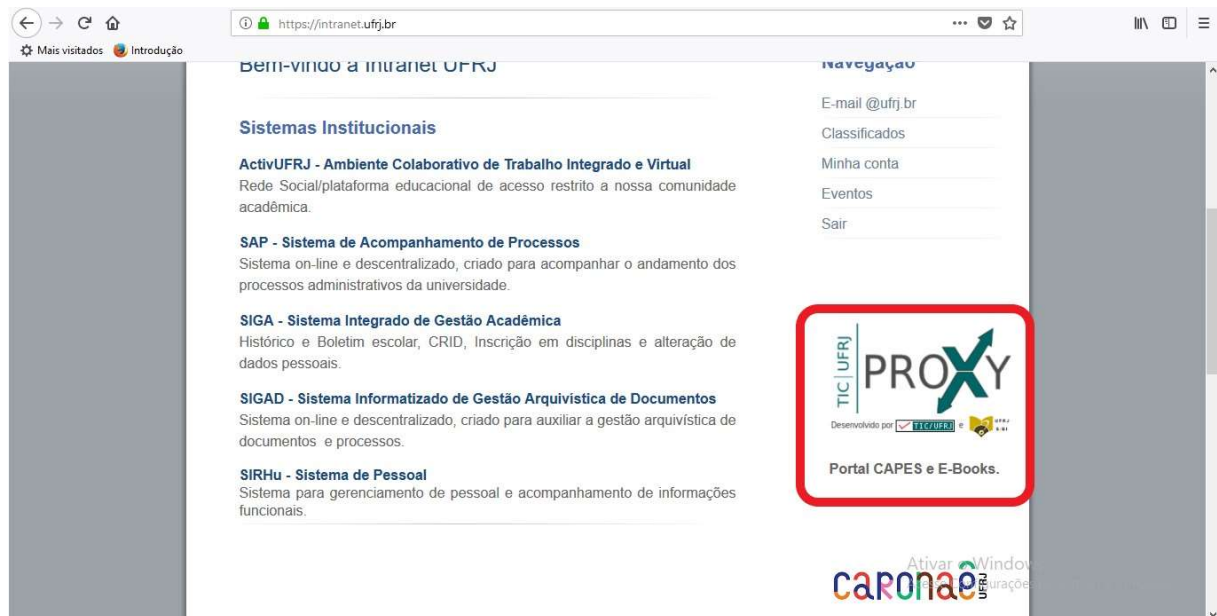 https://intranet.ufrj.br
Mais visitados Introdução
Bem-vindo à Intranet UFRJ
Sistemas Institucionais
ActivUFRJ - Ambiente Colaborativo de Trabalho Integrado e Virtual
Rede Social/plataforma educacional de acesso restrito a nossa comunidade
acadêmica.
SAP - Sistema de Acompanhamento de Processos
Sistema on-line e descentralizado, criado para acompanhar o andamento dos
processos administrativos da universidade.
SIGA - Sistema Integrado de Gestão Acadêmica
Histórico e Boletim escolar, CRID, Inscrição em disciplinas e alteração de
dados pessoais.
SIGAD - Sistema Informatizado de Gestão Arquivística de Documentos
Sistema on-line e descentralizado, criado para auxiliar a gestão arquivística de
documentos e processos.
SIRHu - Sistema de Pessoal
Sistema para gerenciamento de pessoal e acompanhamento de informações
funcionais.
Navegação
E-mail @ufrj.br
Classificados
Minha conta
Eventos
Sair
TIC UFRJ
PROXY
Desenvolvido por TIC/UFRJ e UFRJ
Portal CAPES e E-Books.
Ativar o Window
caronaê UFRJ